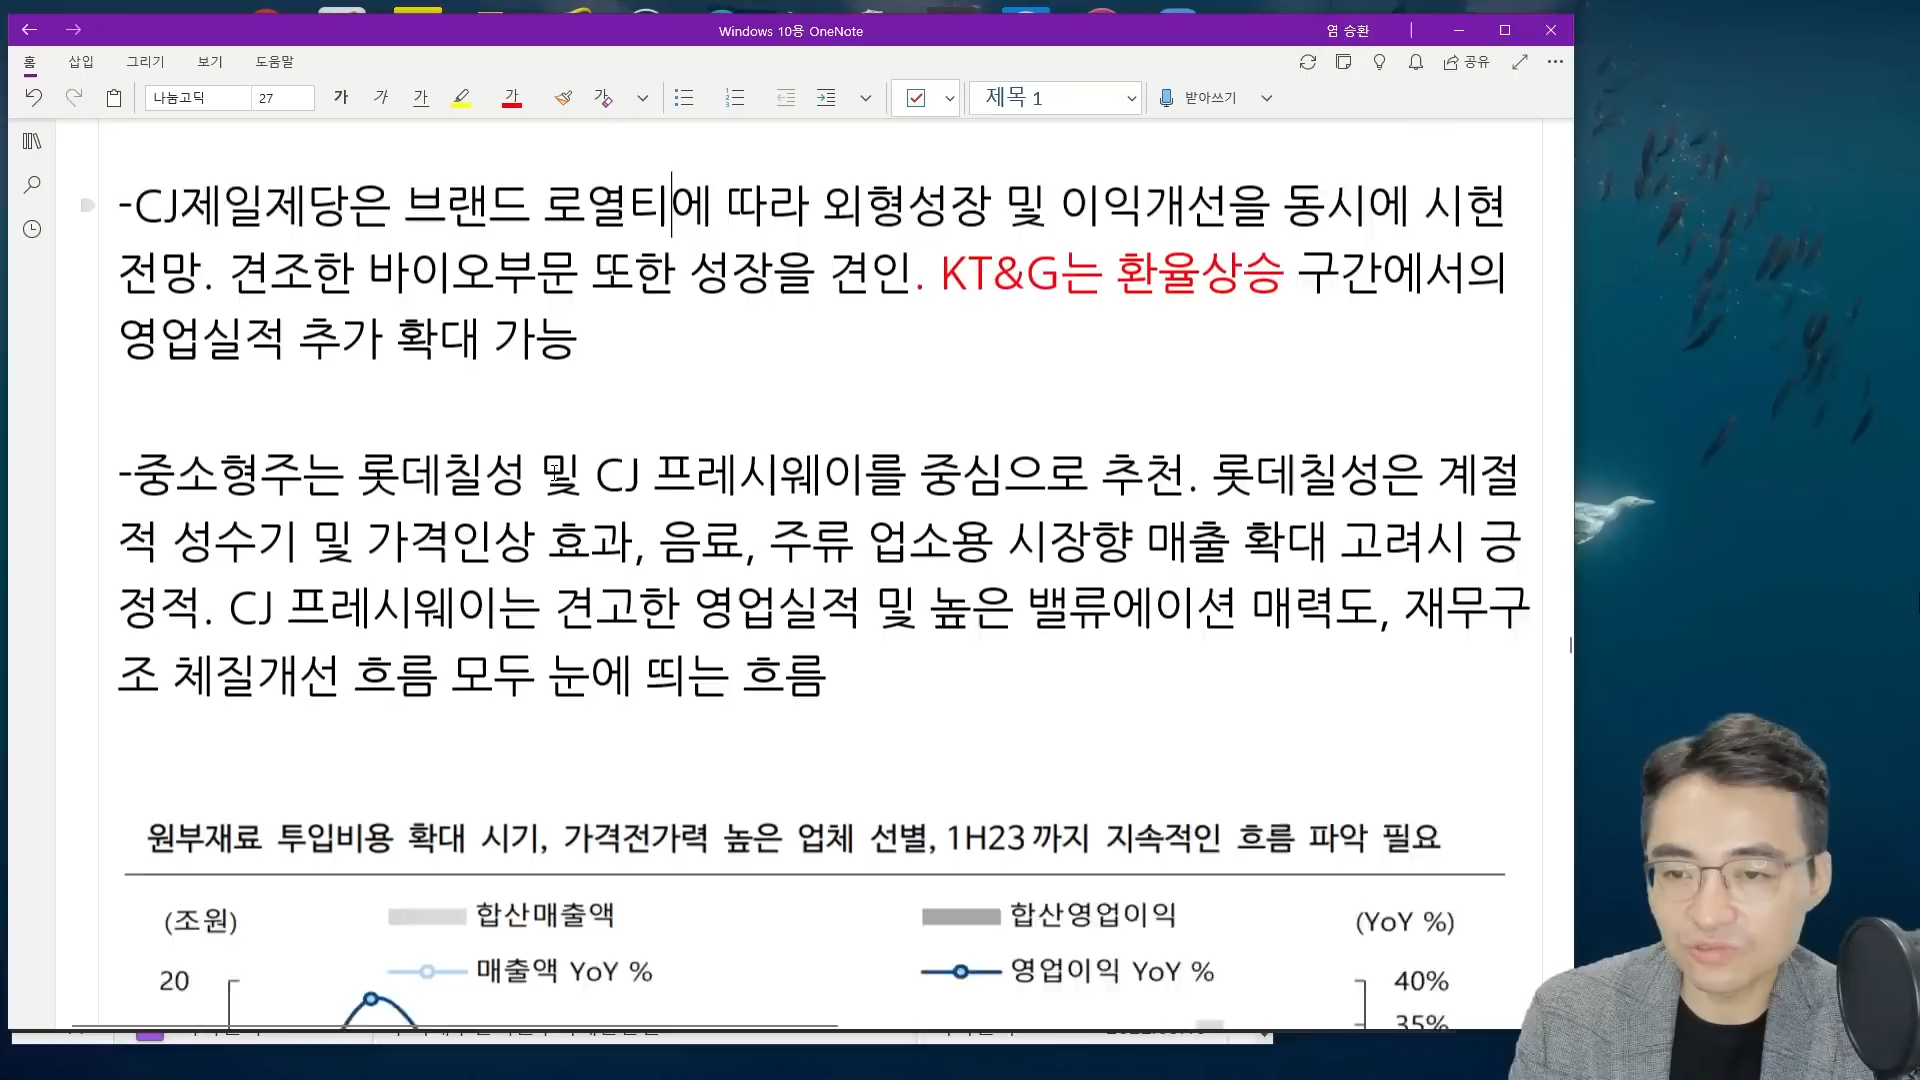 Windows 10용 OneNote
염 승환
홈 삽입 그리기 보기 도움말
공유
나눔고딕 27 가 가 가 가 가 제목 1 받아쓰기
-CJ제일제당은 브랜드 로열티에 따라 외형성장 및 이익개선을 동시에 시현
전망. 견조한 바이오부문 또한 성장을 견인. KT&G는 환율상승 구간에서의
영업실적 추가 확대 가능
-중소형주는 롯데칠성 및 CJ 프레시웨이를 중심으로 추천. 롯데칠성은 계절
적 성수기 및 가격인상 효과, 음료, 주류 업소용 시장향 매출 확대 고려시 긍
정적. CJ 프레시웨이는 견고한 영업실적 및 높은 밸류에이션 매력도, 재무구
조 체질개선 흐름 모두 눈에 띄는 흐름
원부재료 투입비용 확대 시기, 가격전가력 높은 업체 선별, 1H23까지 지속적인 흐름 파악 필요
(조원) 합산매출액 합산영업이익 (YoY %)
매출액 YoY % 영업이익 YoY %
20 40%
35%